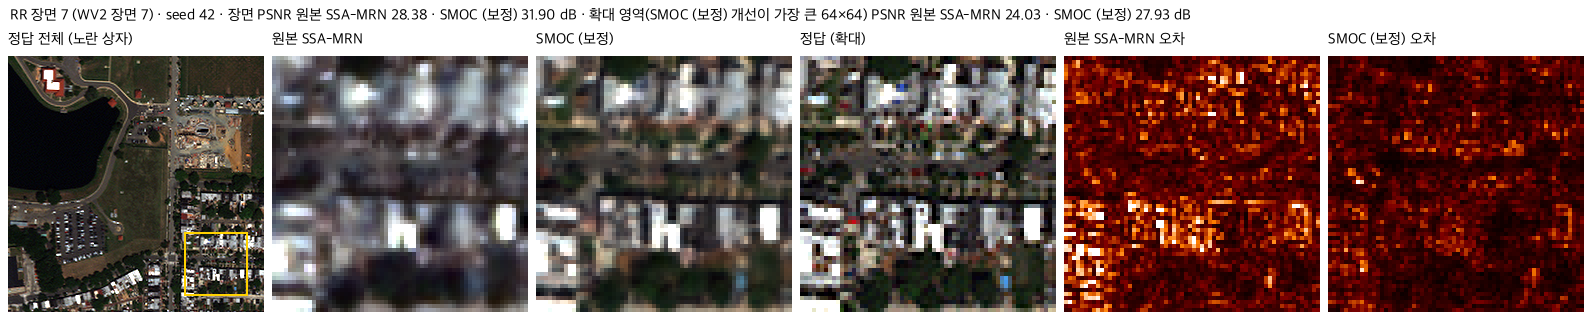 RR 장면 7 (WV2 장면 7) · seed 42 · 장면 PSNR 원본 SSA-MRN 28.38 · SMOC (보정) 31.90 dB · 확대 영역(SMOC (보정) 개선이 가장 큰 64×64) PSNR 원본 SSA-MRN 24.03 · SMOC (보정) 27.93 dB
정답 전체 (노란 상자)
원본 SSA-MRN
SMOC (보정)
정답 (확대)
원본 SSA-MRN 오차
SMOC (보정) 오차